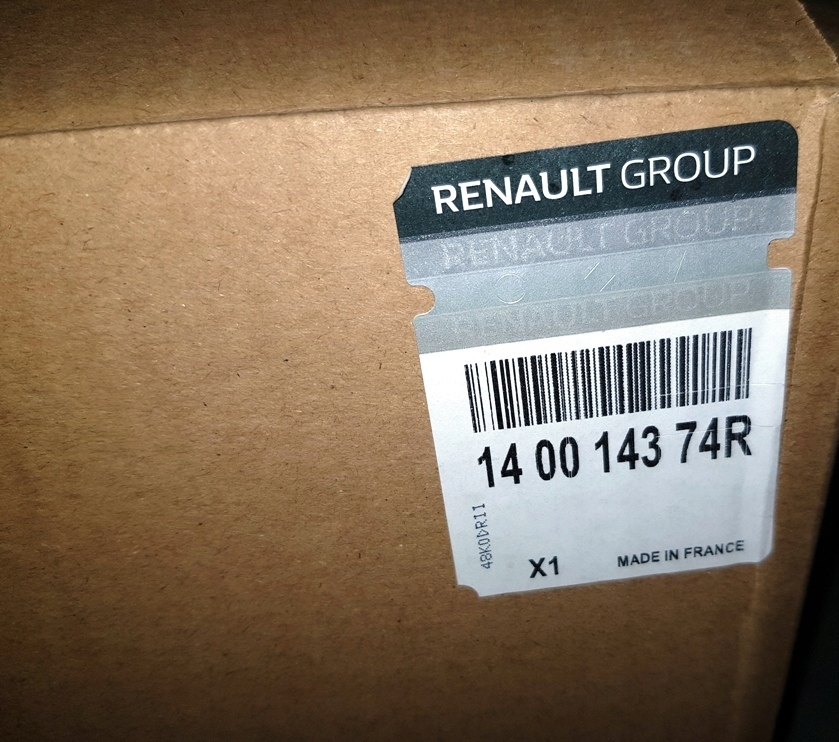 RENAULT GROUP
RENAULT GROUP
RENAULT GROUP
14 00 143 74R
48K0DR11
X1
MADE IN FRANCE